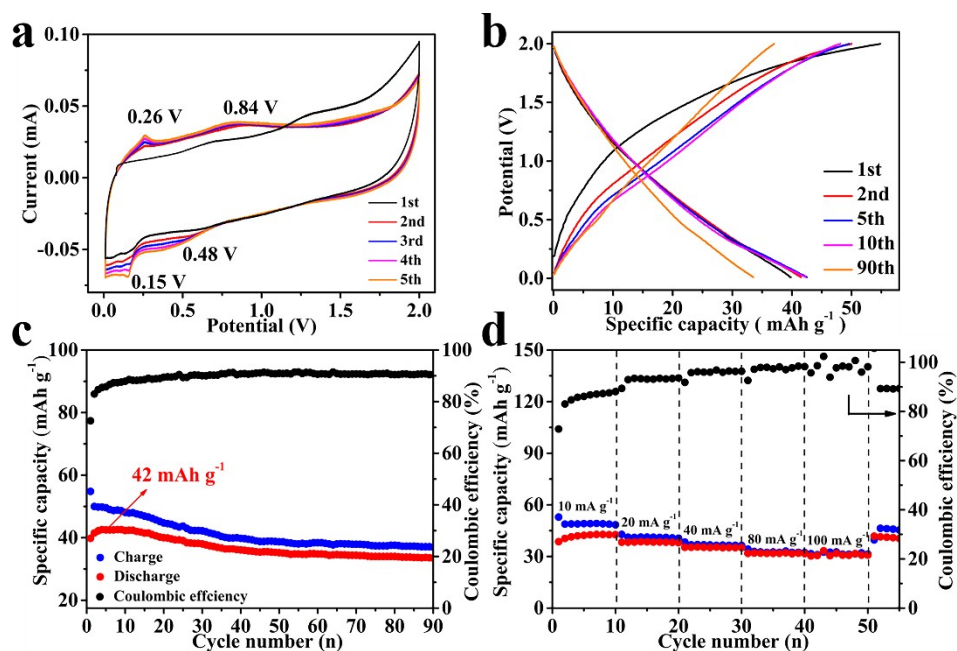 a
0.10
0.05
0.00
-0.05
Current (mA)
0.26 V
0.84 V
0.48 V
0.15 V
1st
2nd
3rd
4th
5th
0.0 0.5 1.0 1.5 2.0
Potential (V)
b
2.0
1.5
1.0
0.5
0.0
Potential (V)
1st
2nd
5th
10th
90th
0 10 20 30 40 50 60
Specific capacity ( mAh g⁻¹)
c
100
80
60
40
20
Specific capacity (mAh g⁻¹)
42 mAh g⁻¹
Charge
Discharge
Coulombic effciency
100
80
60
40
20
0
Coulombic efficiency (%)
0 10 20 30 40 50 60 70 80 90
Cycle number (n)
d
150
120
90
60
30
0
Specific capacity (mAh g⁻¹)
10 mA g⁻¹
20 mA g⁻¹
40 mA g⁻¹
80 mA g⁻¹
100 mA g⁻¹
100
80
60
40
20
0
Coulombic efficiency (%)
0 10 20 30 40 50
Cycle number (n)